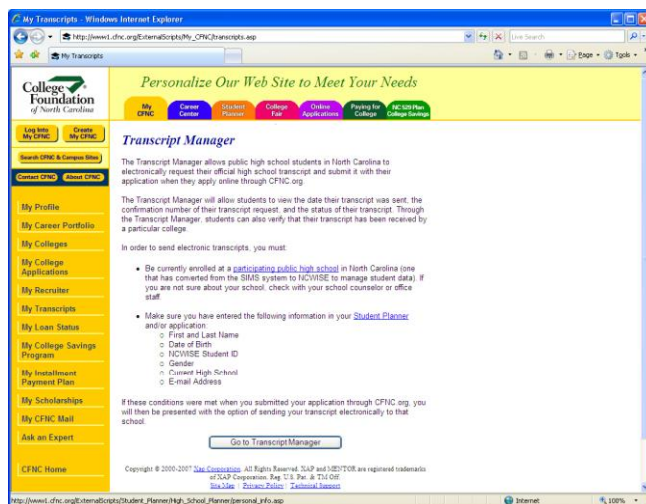 My Transcripts - Windows Internet Explorer
http://www1.cfnc.org/ExternalScripts/My_CFNC/transcripts.asp
Live Search
My Transcripts
Page
Tools
College
Foundation
of North Carolina
Personalize Our Web Site to Meet Your Needs
My CFNC
Career Center
Student Planner
College Fair
Online Applications
Paying for College
NC 529 Plan College Savings
Log Into My CFNC
Create My CFNC
Search CFNC & Campus Sites
Contact CFNC
About CFNC
My Profile
My Career Portfolio
My Colleges
My College
Applications
My Recruiter
My Transcripts
My Loan Status
My College Savings
Program
My Installment
Payment Plan
My Scholarships
My CFNC Mail
Ask an Expert
CFNC Home
Transcript Manager
The Transcript Manager allows public high school students in North Carolina to
electronically request their official high school transcript and submit it with their
application when they apply online through CFNC.org.
The Transcript Manager will allow students to view the date their transcript was sent, the
confirmation number of their transcript request, and the status of their transcript. Through
the Transcript Manager, students can also verify that their transcript has been received by
a particular college.
In order to send electronic transcripts, you must:
Be currently enrolled at a participating public high school in North Carolina (one
that has converted from the SIMS system to NCWISE to manage student data). If
you are not sure about your school, check with your school counselor or office
staff.
Make sure you have entered the following information in your Student Planner
and/or application:
First and Last Name
Date of Birth
NCWISE Student ID
Gender
Current High School
E-mail Address
If these conditions were met when you submitted your application through CFNC.org, you
will then be presented with the option of sending your transcript electronically to that
school.
Go to Transcript Manager
Copyright © 2000-2007 Xap Corporation. All Rights Reserved. XAP and MENTOR are registered trademarks
of XAP Corporation, Reg. U.S. Pat. & TM Off.
Site Map | Privacy Policy | Technical Support
http://www1.cfnc.org/ExternalScripts/Student_Planner/High_School_Planner/personal_info.asp
Internet
100%